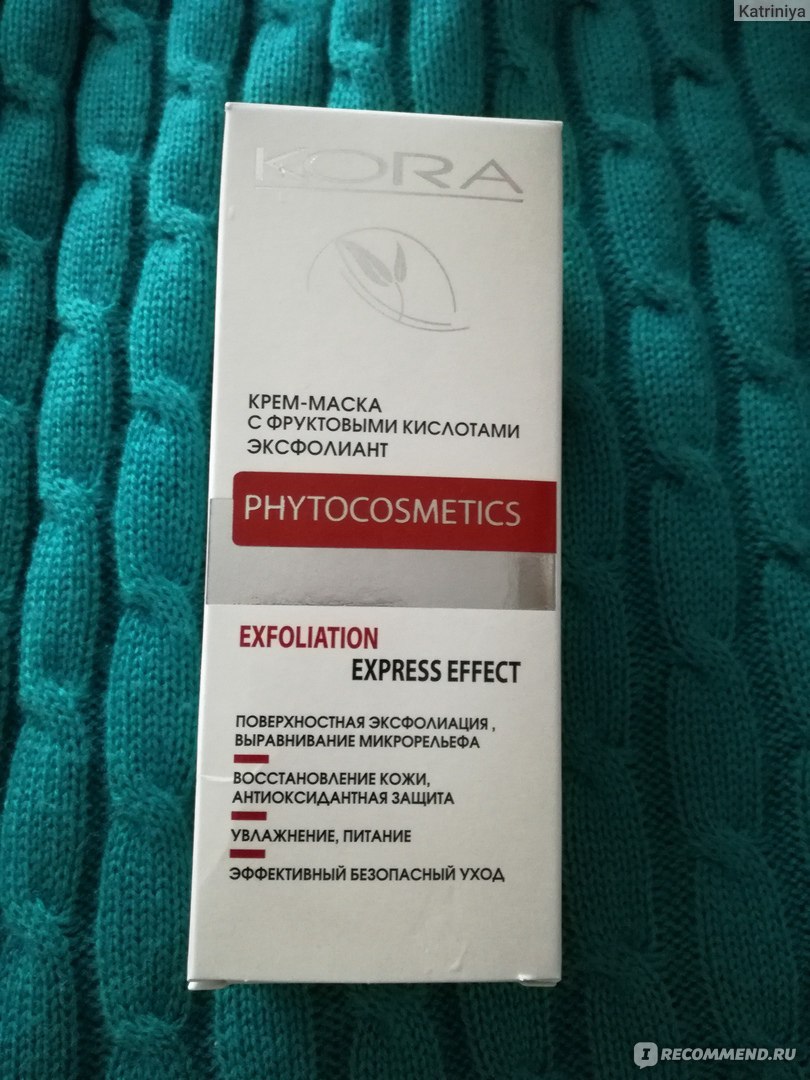 Katriniya
KORA
КРЕМ-МАСКА
С ФРУКТОВЫМИ КИСЛОТАМИ
ЭКСФОЛИАНТ
PHYTOCOSMETICS
EXFOLIATION
EXPRESS EFFECT
ПОВЕРХНОСТНАЯ ЭКСФОЛИАЦИЯ ,
ВЫРАВНИВАНИЕ МИКРОРЕЛЬЕФА
ВОССТАНОВЛЕНИЕ КОЖИ,
АНТИОКСИДАНТНАЯ ЗАЩИТА
УВЛАЖНЕНИЕ, ПИТАНИЕ
ЭФФЕКТИВНЫЙ БЕЗОПАСНЫЙ УХОД
I RECOMMEND.RU